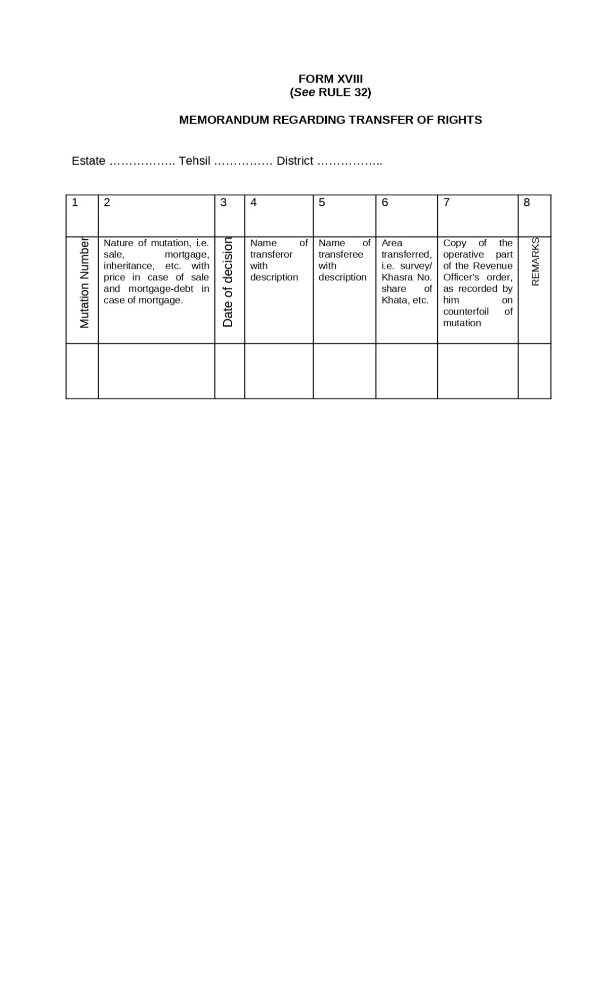 FORM XVIII
(See RULE 32)
MEMORANDUM REGARDING TRANSFER OF RIGHTS
Estate …………….. Tehsil …………… District ……………..
1
2
3
4
5
6
7
8
Mutation Number
Nature of mutation, i.e.
sale, mortgage,
inheritance, etc. with
price in case of sale
and mortgage-debt in
case of mortgage.
Date of decision
Name of
transferor
with
description
Name of
transferee
with
description
Area
transferred,
i.e. survey/
Khasra No.
share of
Khata, etc.
Copy of the
operative part
of the Revenue
Officer’s order,
as recorded by
him on
counterfoil of
mutation
REMARKS